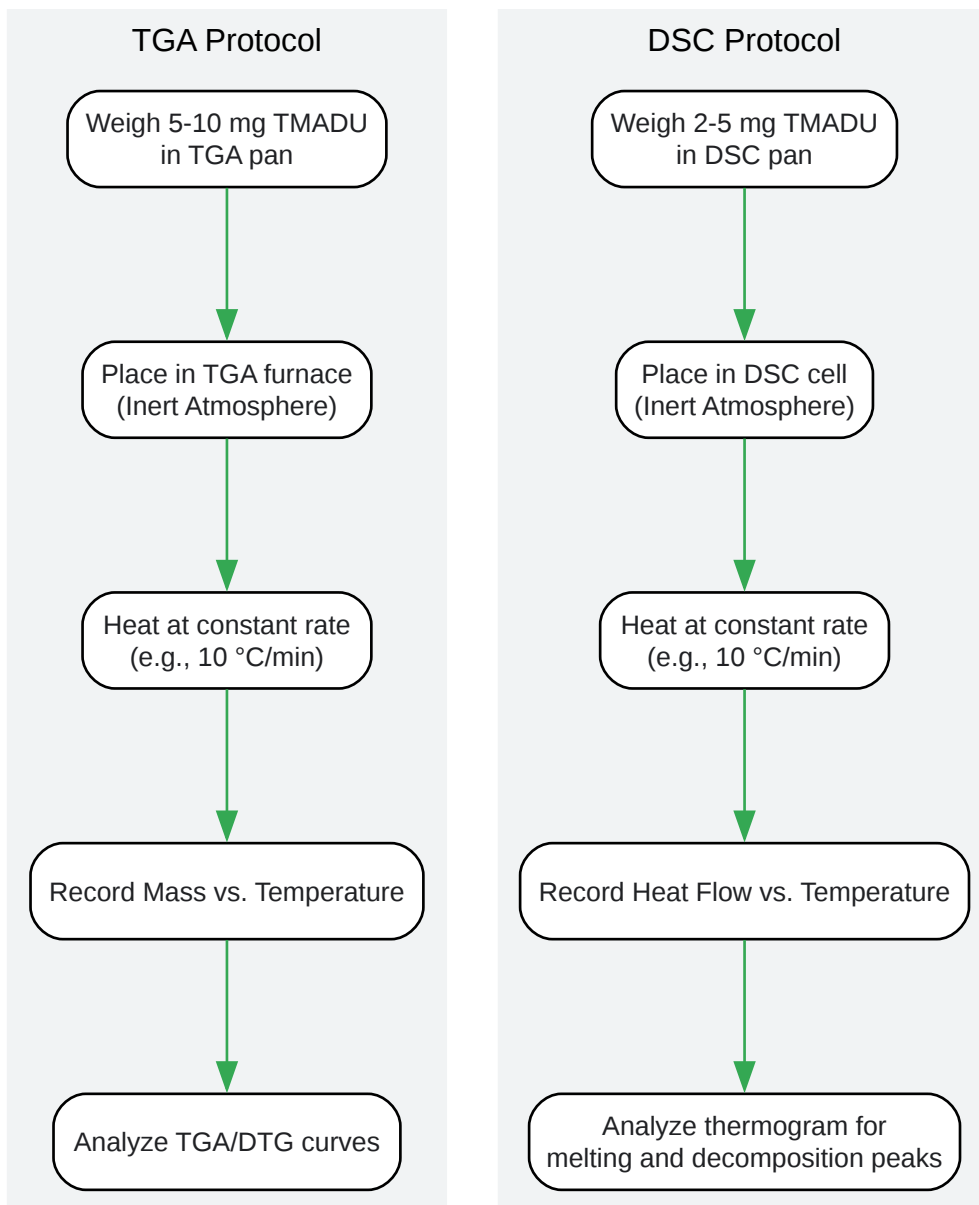 TGA Protocol
Weigh 5-10 mg TMADU
in TGA pan
Place in TGA furnace
(Inert Atmosphere)
Heat at constant rate
(e.g., 10 °C/min)
Record Mass vs. Temperature
Analyze TGA/DTG curves
DSC Protocol
Weigh 2-5 mg TMADU
in DSC pan
Place in DSC cell
(Inert Atmosphere)
Heat at constant rate
(e.g., 10 °C/min)
Record Heat Flow vs. Temperature
Analyze thermogram for
melting and decomposition peaks